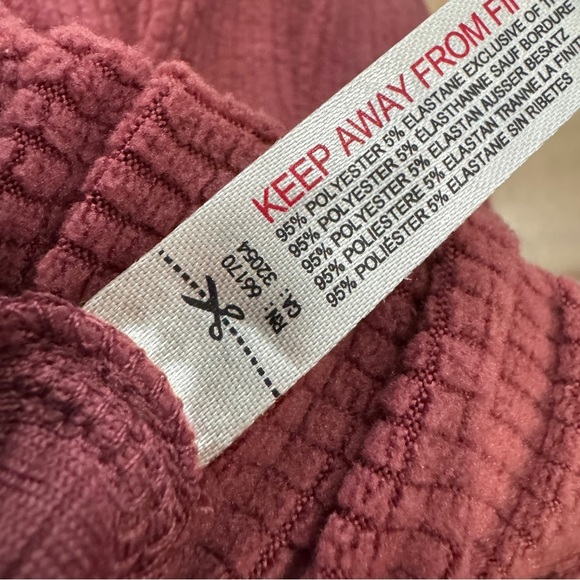 KEEP AWAY FROM FI
95% POLYESTER 5% ELASTANE EXCLUSIVE OF
95% POLYESTER 5% ELASTHANNE SAUF BORDURE
95% POLYESTER 5% ELASTAN AUSSER BESATZ
95% POLIESTERE 5% ELASTAN TRANNE LA FINI
95% POLIÉSTER 5% ELASTANE SIN RIBETES
RN: 66170
CA: 32054